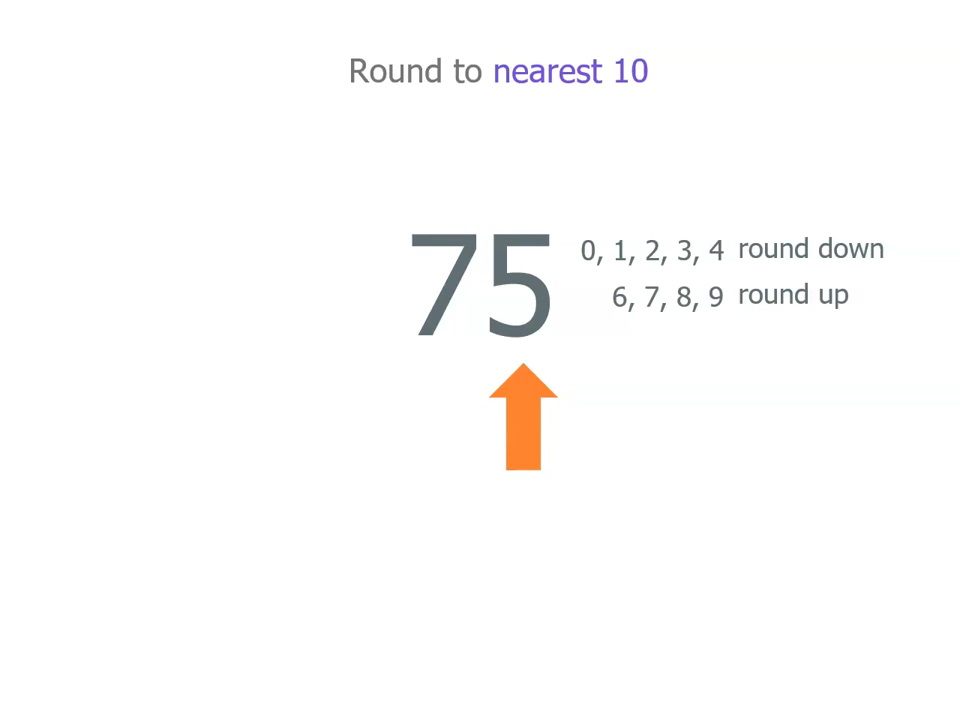 Round to nearest 10
75
0, 1, 2, 3, 4 round down
6, 7, 8, 9 round up